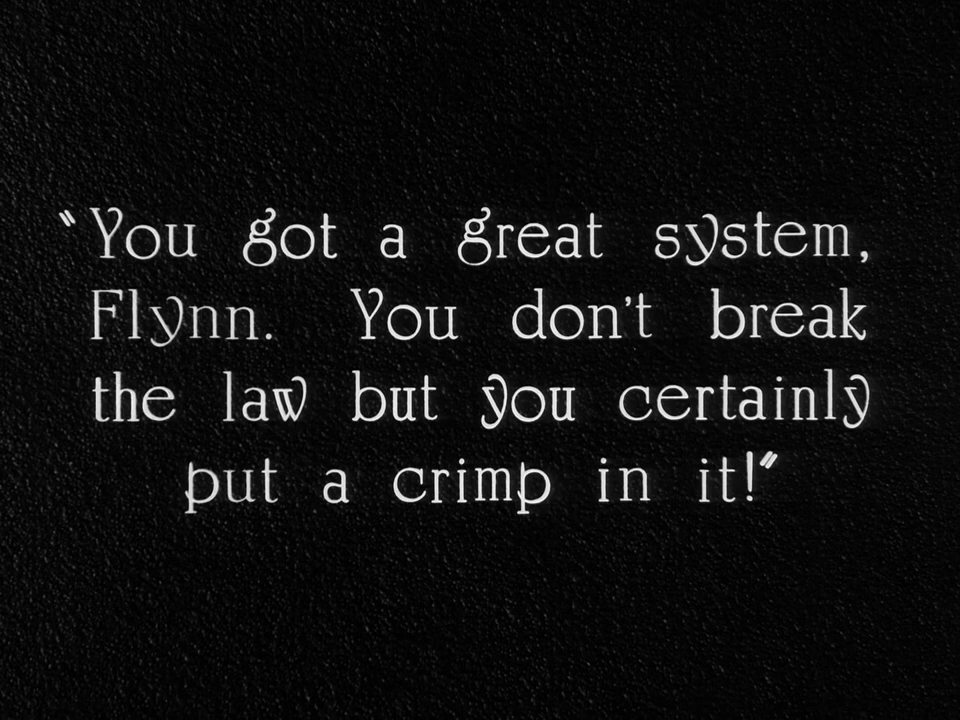 "You got a great system,
Flynn. You don't break
the law but you certainly
put a crimp in it!"